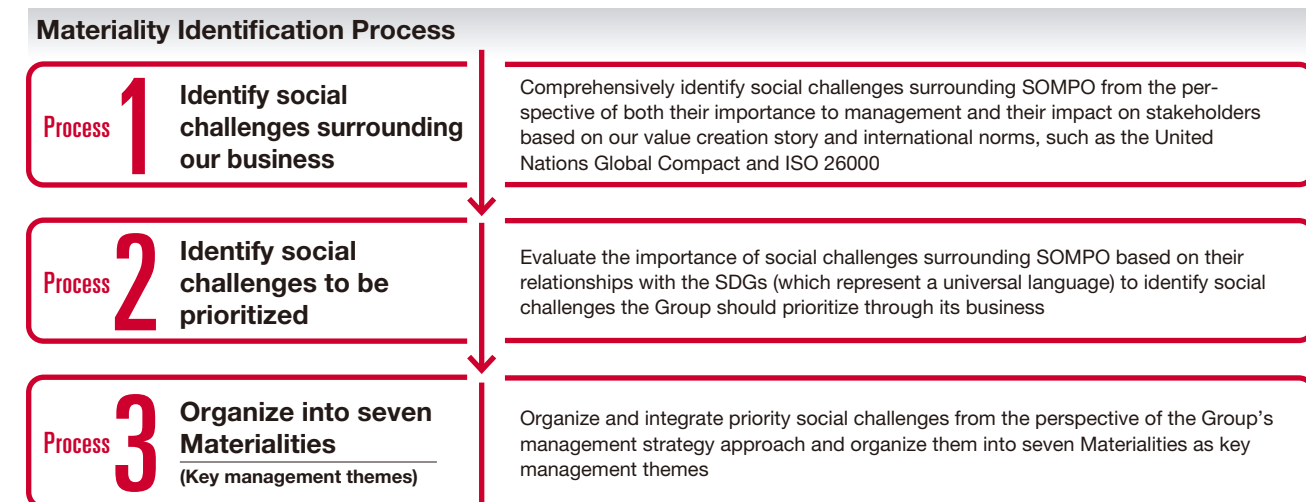 Materiality Identification Process
Process 1
Identify social
challenges surrounding
our business
Comprehensively identify social challenges surrounding SOMPO from the per-
spective of both their importance to management and their impact on stakeholders
based on our value creation story and international norms, such as the United
Nations Global Compact and ISO 26000
Process 2
Identify social
challenges to be
prioritized
Evaluate the importance of social challenges surrounding SOMPO based on their
relationships with the SDGs (which represent a universal language) to identify social
challenges the Group should prioritize through its business
Process 3
Organize into seven
Materialities
(Key management themes)
Organize and integrate priority social challenges from the perspective of the Group's
management strategy approach and organize them into seven Materialities as key
management themes